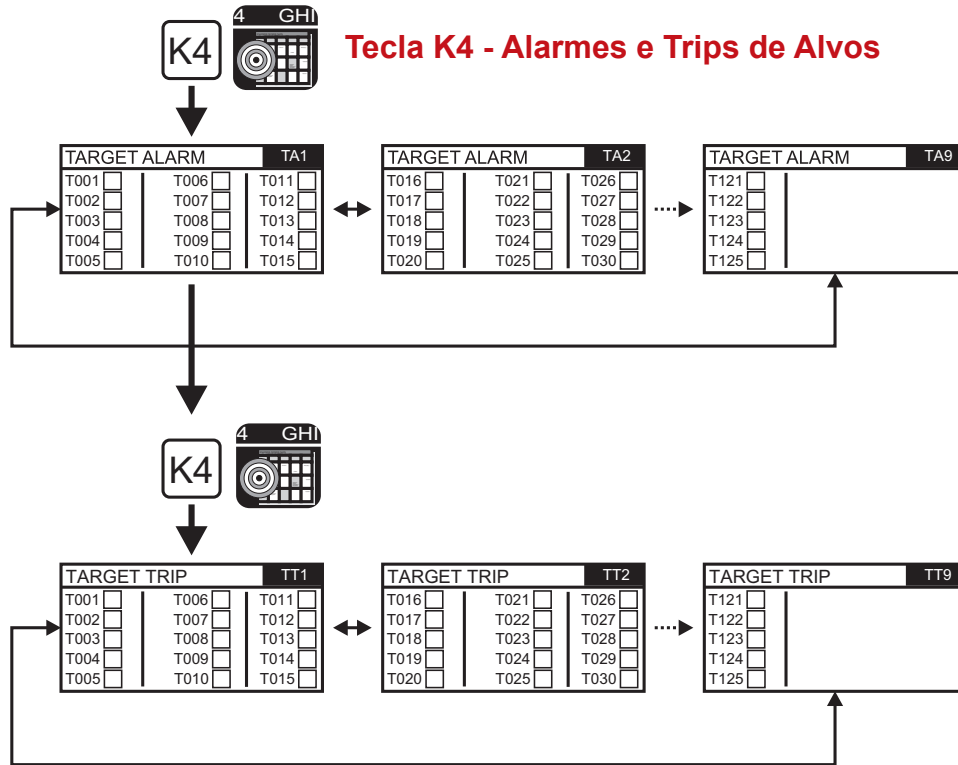 4 GHI
K4
Tecla K4 - Alarmes e Trips de Alvos
TARGET ALARM TA1
T001 T006 T011
T002 T007 T012
T003 T008 T013
T004 T009 T014
T005 T010 T015
TARGET ALARM TA2
T016 T021 T026
T017 T022 T027
T018 T023 T028
T019 T024 T029
T020 T025 T030
TARGET ALARM TA9
T121
T122
T123
T124
T125
4 GHI
K4
TARGET TRIP TT1
T001 T006 T011
T002 T007 T012
T003 T008 T013
T004 T009 T014
T005 T010 T015
TARGET TRIP TT2
T016 T021 T026
T017 T022 T027
T018 T023 T028
T019 T024 T029
T020 T025 T030
TARGET TRIP TT9
T121
T122
T123
T124
T125